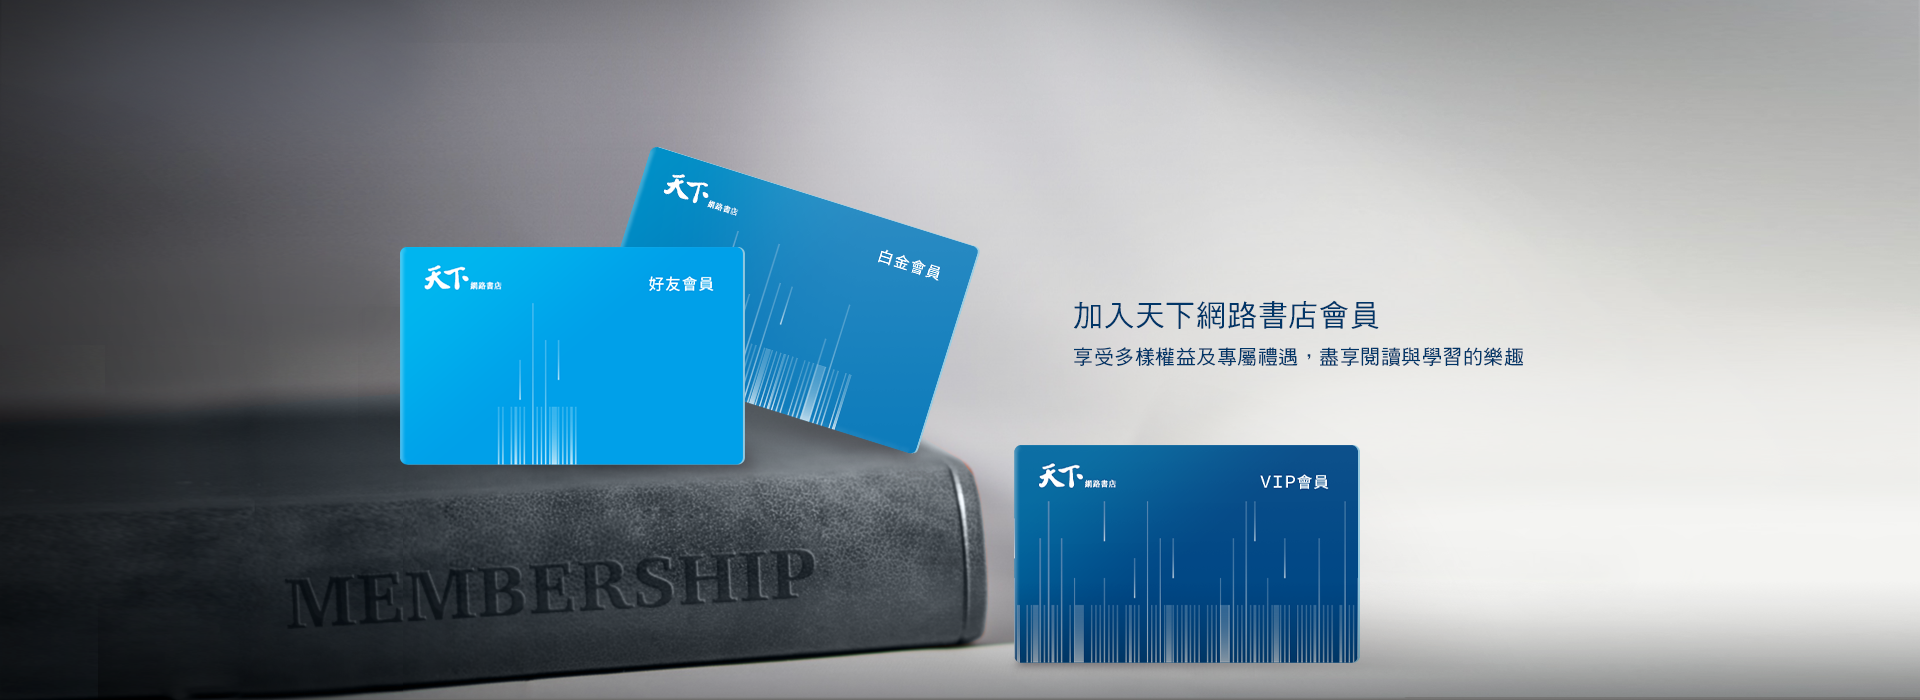 天下網路書店
白金會員
天下網路書店
好友會員
加入天下網路書店會員
享受多樣權益及專屬禮遇，盡享閱讀與學習的樂趣
天下網路書店
VIP會員
MEMBERSHIP